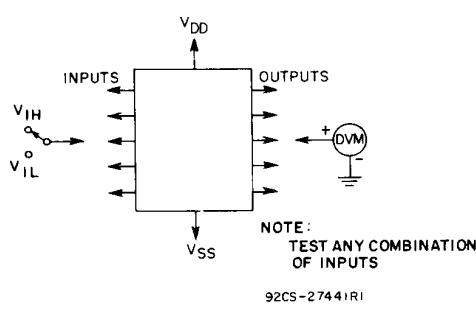 VDD
INPUTS
OUTPUTS
VIH
VIL
+
DVM
-
VSS
NOTE:
TEST ANY COMBINATION
OF INPUTS
92CS-27441R1